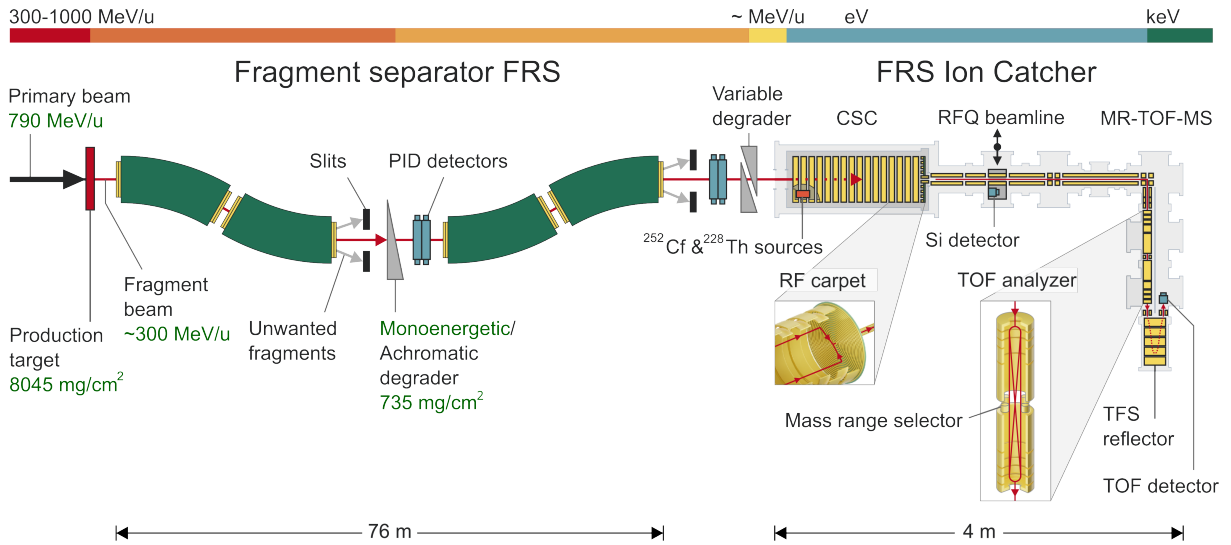 300-1000 MeV/u
~ MeV/u
eV
keV
Fragment separator FRS
FRS Ion Catcher
Primary beam
790 MeV/u
Variable
degrader
CSC
RFQ beamline
MR-TOF-MS
Slits
PID detectors
²⁵²Cf &²²⁸Th sources
Si detector
Fragment
beam
~300 MeV/u
RF carpet
TOF analyzer
Production
target
8045 mg/cm²
Unwanted
fragments
Monoenergetic/
Achromatic
degrader
735 mg/cm²
Mass range selector
TFS
reflector
TOF detector
76 m
4 m